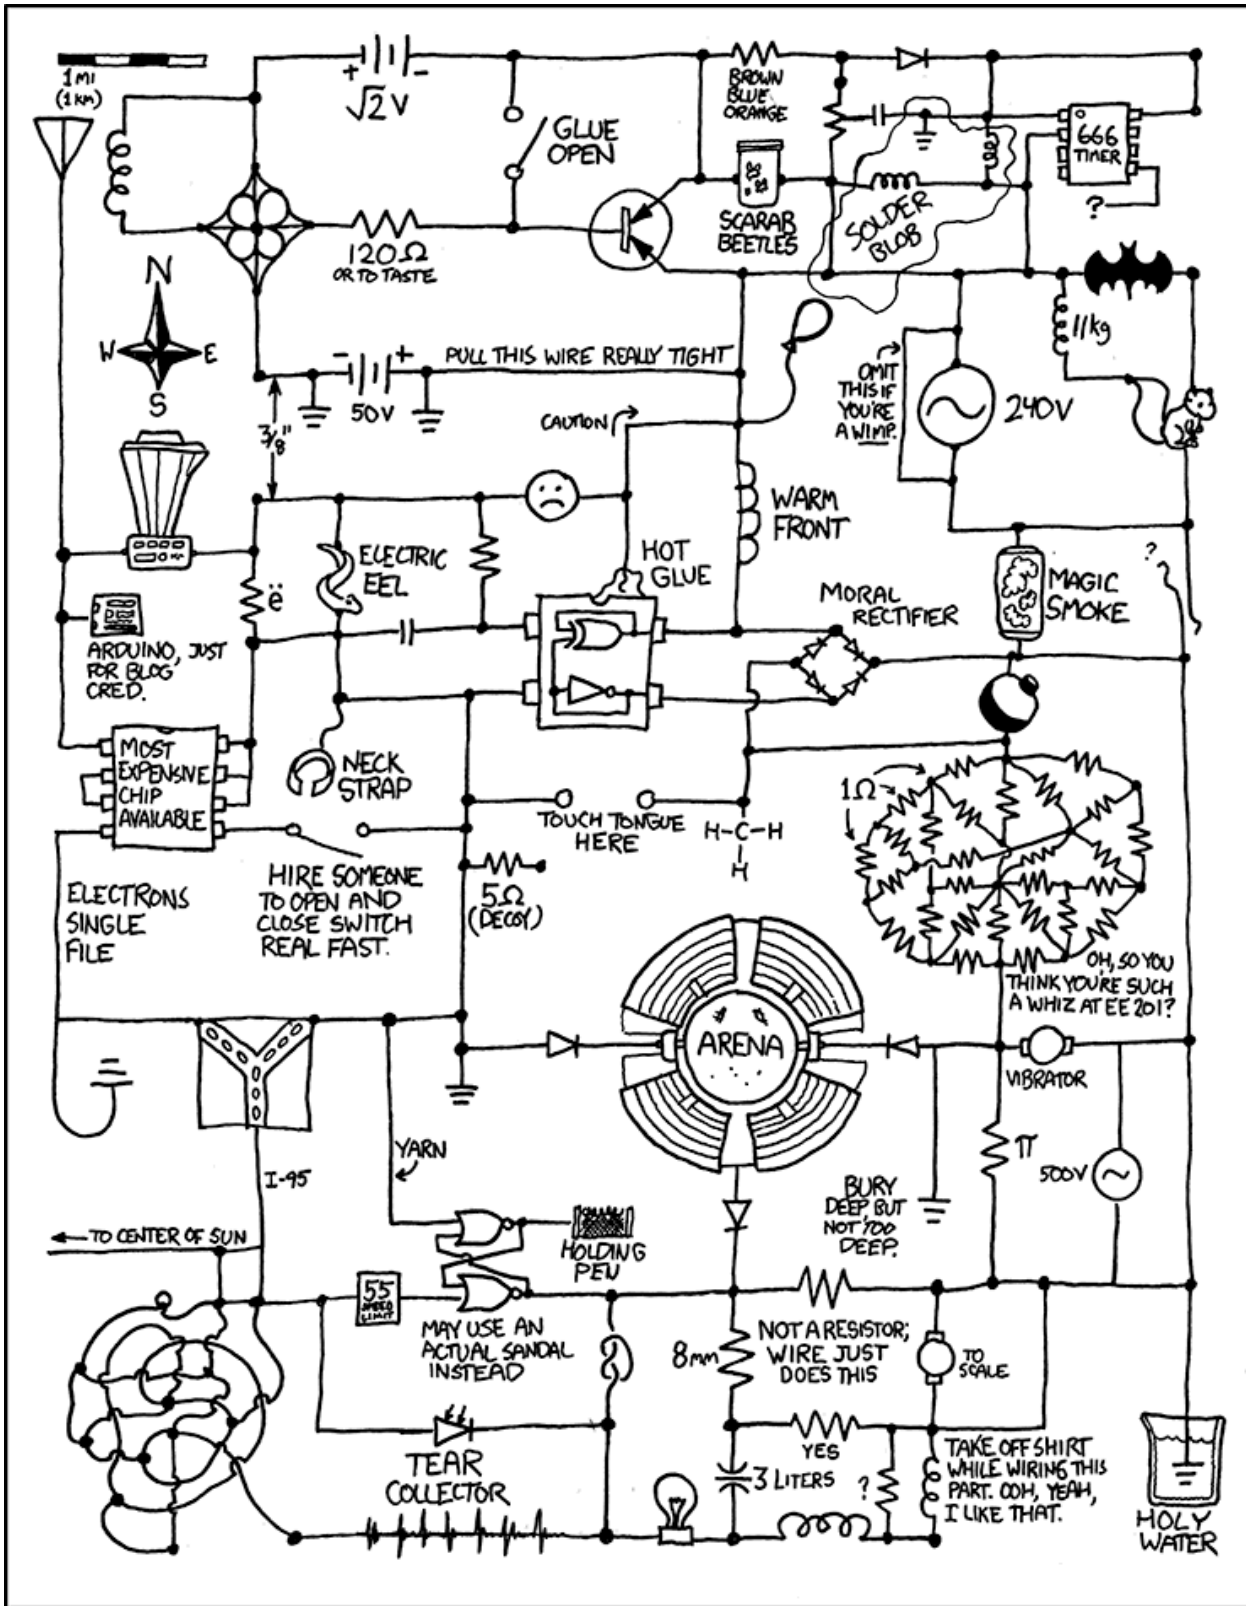 1 MI
(1 KM)
+
-
√2 V
GLUE
OPEN
BROWN
BLUE
ORANGE
666
TIMER
?
SCARAB
BEETLES
SOLDER
BLOB
120Ω
OR TO TASTE
N
W
E
S
-
+
50V
PULL THIS WIRE REALLY TIGHT
3/8"
CAUTION
OMIT
THIS IF
YOU'RE
A WIMP.
240V
11kg
WARM
FRONT
ELECTRIC
EEL
HOT
GLUE
ë
MORAL
RECTIFIER
MAGIC
SMOKE
?
ARDUINO, JUST
FOR BLOG
CRED.
MOST
EXPENSIVE
CHIP
AVAILABLE
NECK
STRAP
TOUCH TONGUE
HERE
H-C-H
H
1Ω
ELECTRONS
SINGLE
FILE
HIRE SOMEONE
TO OPEN AND
CLOSE SWITCH
REAL FAST.
5Ω
(DECOY)
OH, SO YOU
THINK YOU'RE SUCH
A WHIZ AT EE 201?
ARENA
VIBRATOR
YARN
I-95
π
500V
BURY
DEEP, BUT
NOT TOO
DEEP.
TO CENTER OF SUN
HOLDING
PEN
55
SPEED
LIMIT
MAY USE AN
ACTUAL SANDAL
INSTEAD
8mm
NOT A RESISTOR;
WIRE JUST
DOES THIS
TO
SCALE
TEAR
COLLECTOR
YES
3 LITERS
?
TAKE OFF SHIRT
WHILE WIRING THIS
PART. OOH, YEAH,
I LIKE THAT.
HOLY
WATER